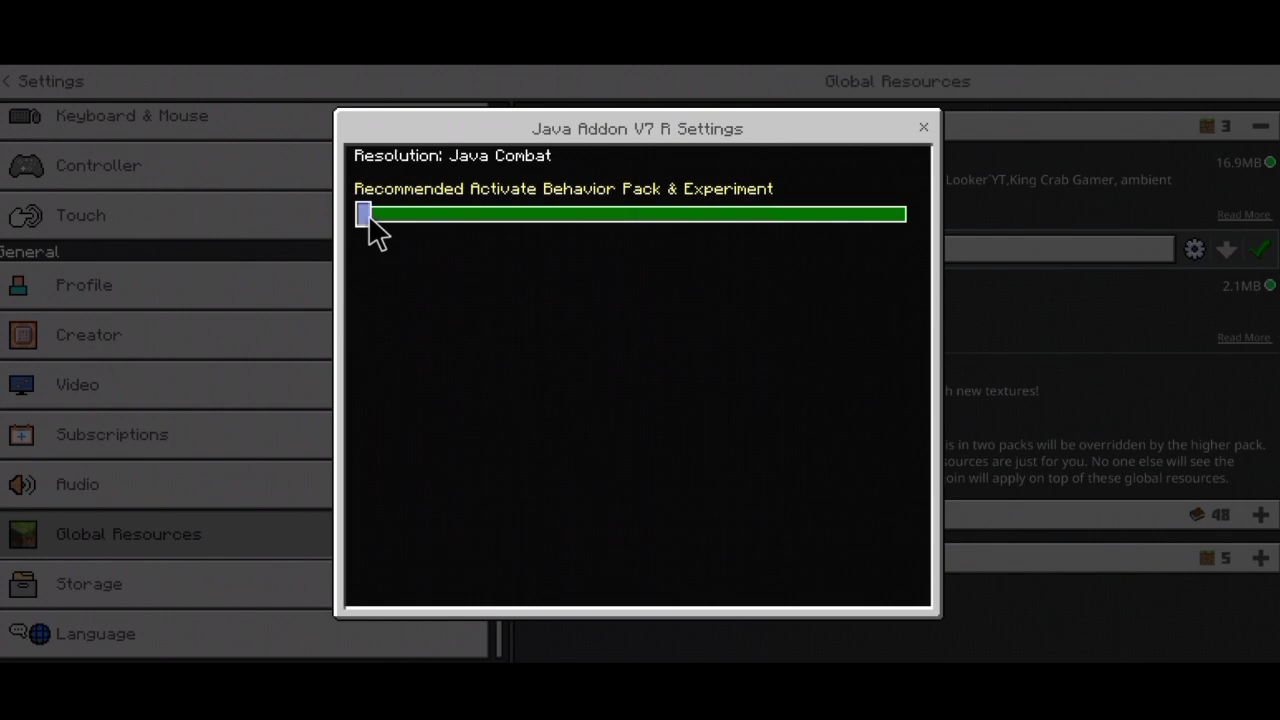 < Settings
Global Resources
Keyboard & Mouse
Controller
Touch
General
Profile
Creator
Video
Subscriptions
Audio
Global Resources
Storage
Language
Java Addon V7 R Settings
Resolution: Java Combat
Recommended Activate Behavior Pack & Experiment
3
16.9MB
Looker´YT,King Crab Gamer, ambient
Read More
2.1MB
Read More
h new textures!
is in two packs will be overridden by the higher pack.
sources are just for you. No one else will see the
oin will apply on top of these global resources.
48
5